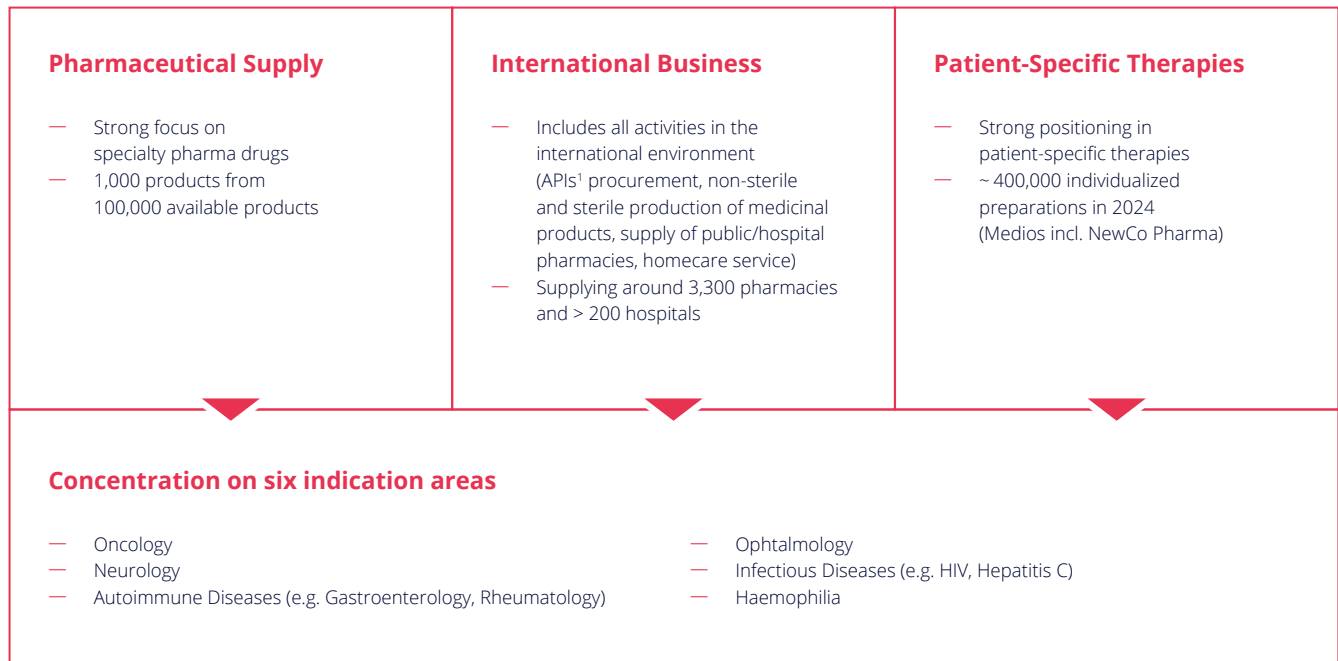 Pharmaceutical Supply
— Strong focus on
specialty pharma drugs
— 1,000 products from
100,000 available products
International Business
— Includes all activities in the
international environment
(APIs¹ procurement, non-sterile
and sterile production of medicinal
products, supply of public/hospital
pharmacies, homecare service)
— Supplying around 3,300 pharmacies
and > 200 hospitals
Patient-Specific Therapies
— Strong positioning in
patient-specific therapies
— ~ 400,000 individualized
preparations in 2024
(Medios incl. NewCo Pharma)
Concentration on six indication areas
— Oncology
— Neurology
— Autoimmune Diseases (e.g. Gastroenterology, Rheumatology)
— Ophtalmology
— Infectious Diseases (e.g. HIV, Hepatitis C)
— Haemophilia